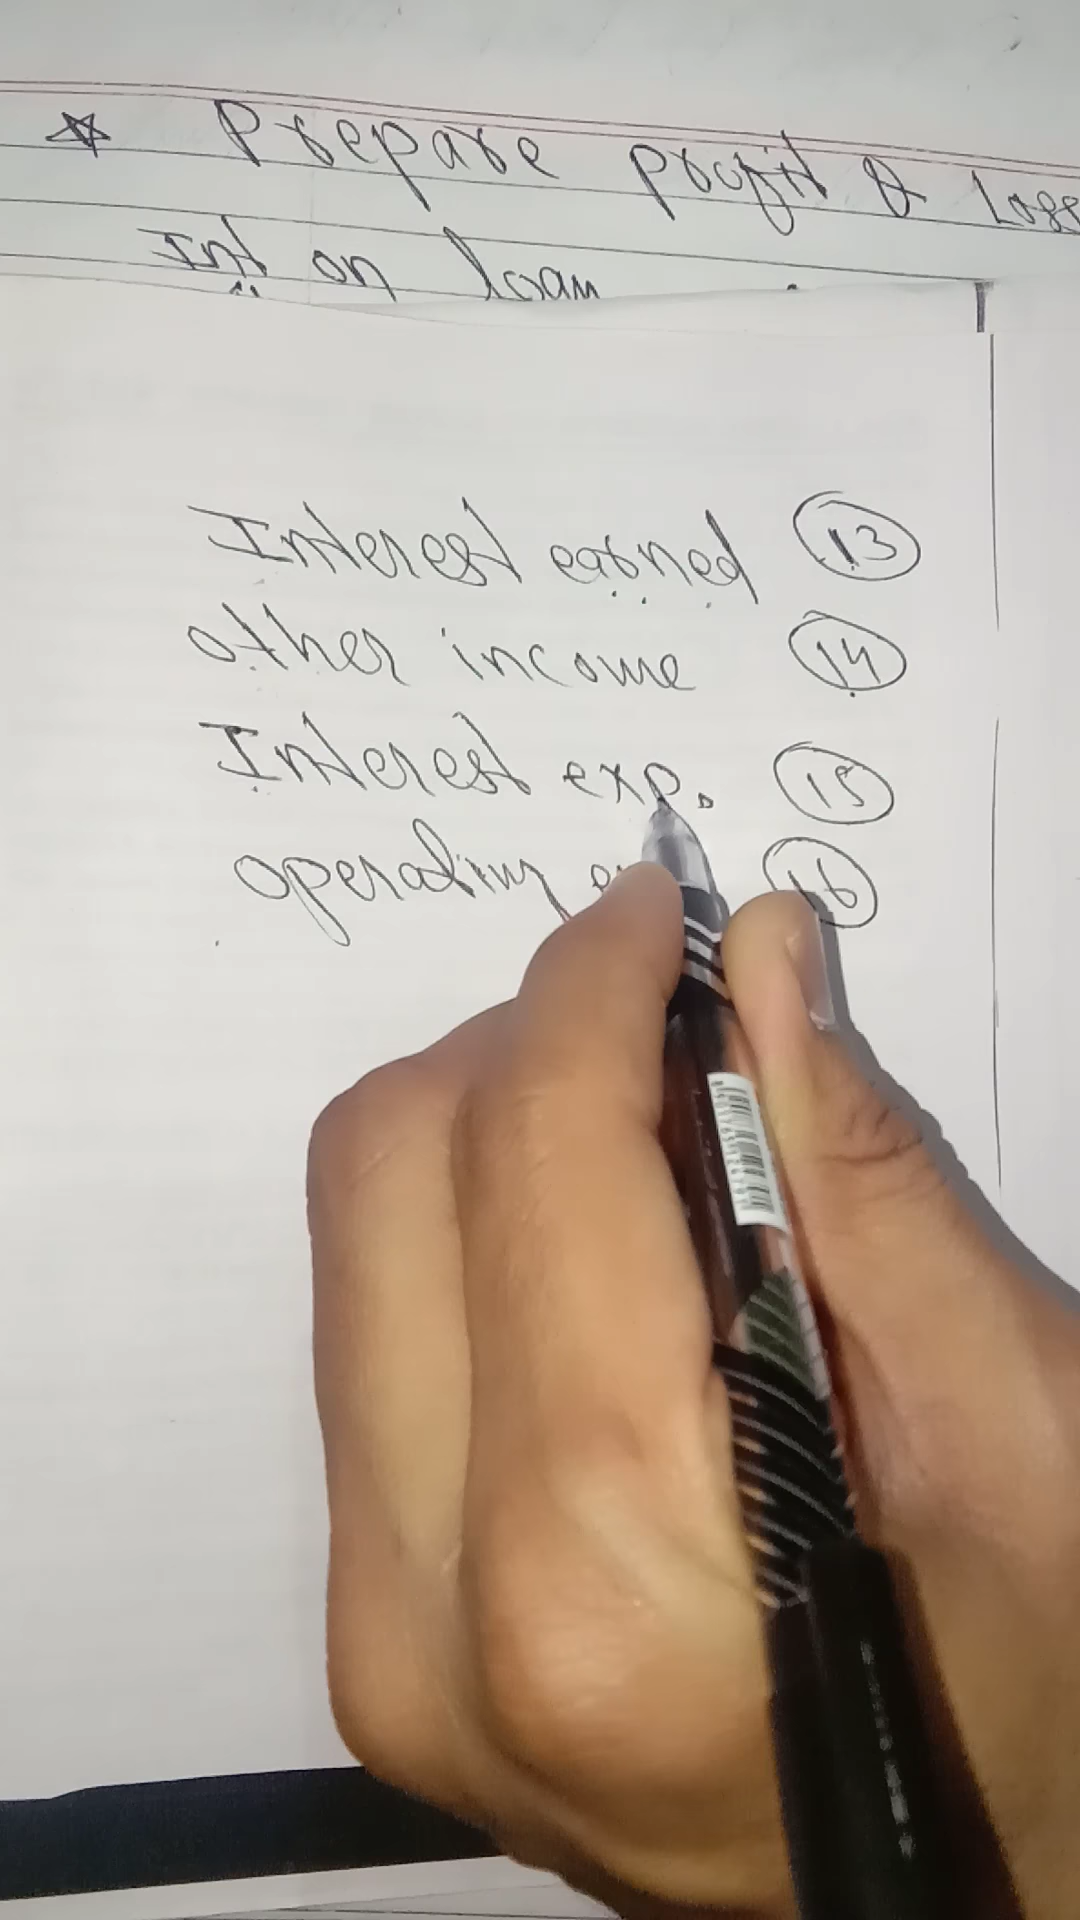 Prepare profit & Loss
Int on loan
Interest earned 13
other income 14
Interest exp. 15
operating 16